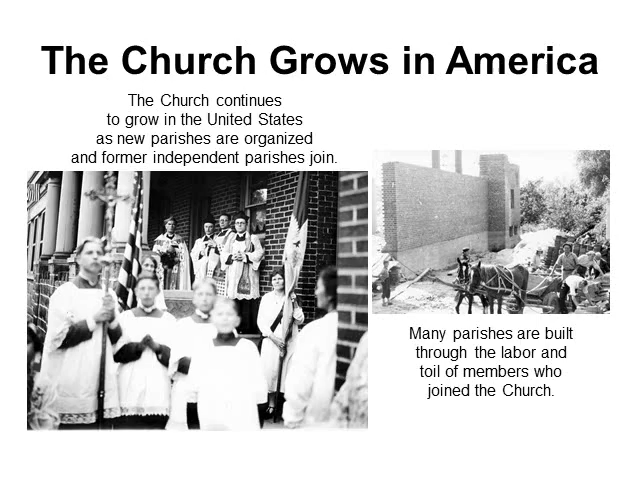 The Church Grows in America
The Church continues
to grow in the United States
as new parishes are organized
and former independent parishes join.
Many parishes are built
through the labor and
toil of members who
joined the Church.